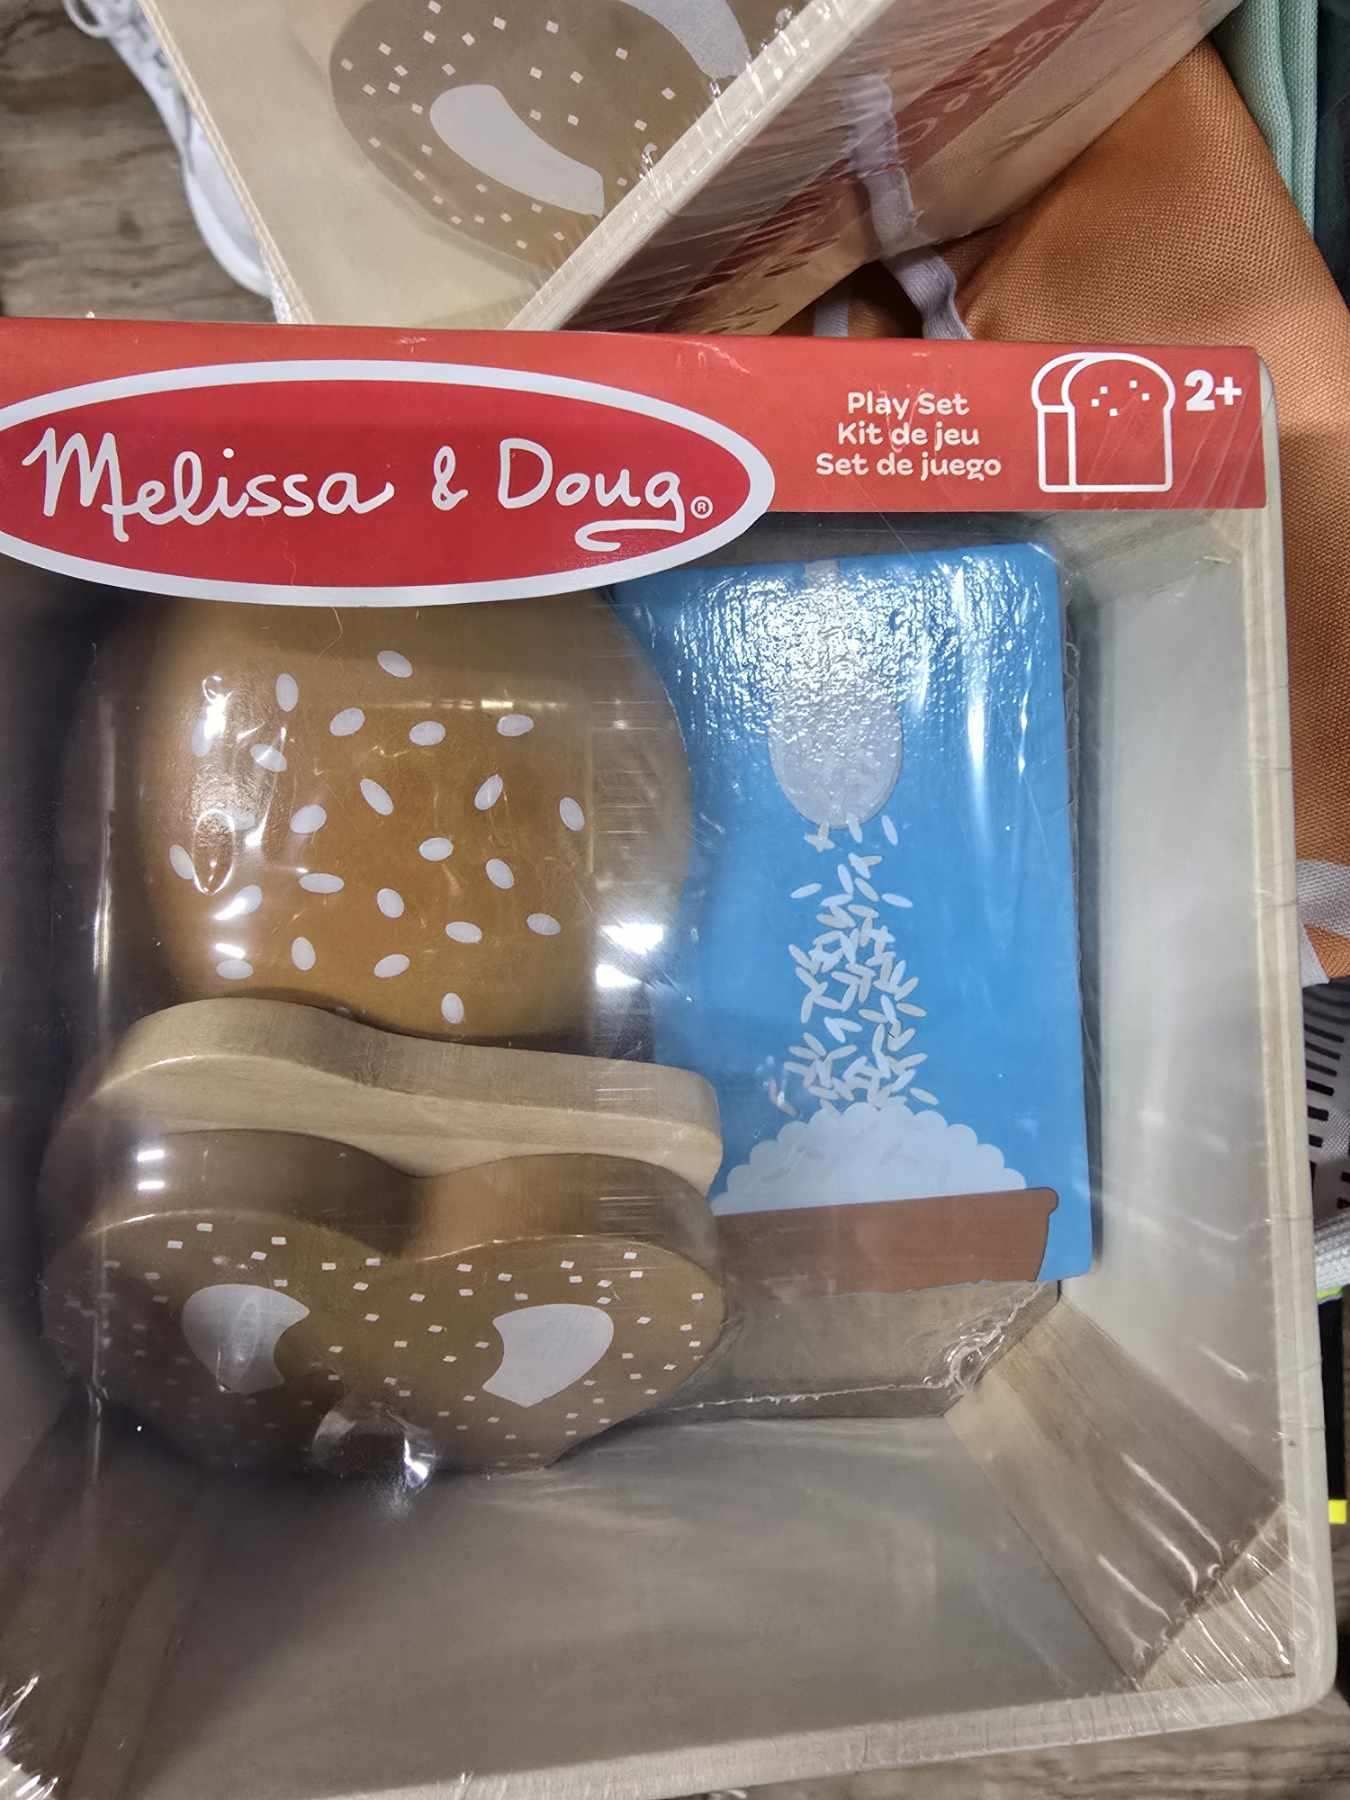 Melissa & Doug®
Play Set
Kit de jeu
Set de juego
2+